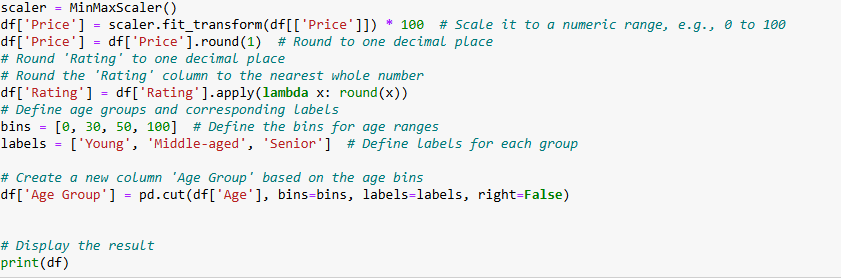 scaler = MinMaxScaler()
df['Price'] = scaler.fit_transform(df[['Price']]) * 100  # Scale it to a numeric range, e.g., 0 to 100
df['Price'] = df['Price'].round(1)  # Round to one decimal place
# Round 'Rating' to one decimal place
# Round the 'Rating' column to the nearest whole number
df['Rating'] = df['Rating'].apply(lambda x: round(x))
# Define age groups and corresponding labels
bins = [0, 30, 50, 100]  # Define the bins for age ranges
labels = ['Young', 'Middle-aged', 'Senior']  # Define labels for each group
# Create a new column 'Age Group' based on the age bins
df['Age Group'] = pd.cut(df['Age'], bins=bins, labels=labels, right=False)
# Display the result
print(df)